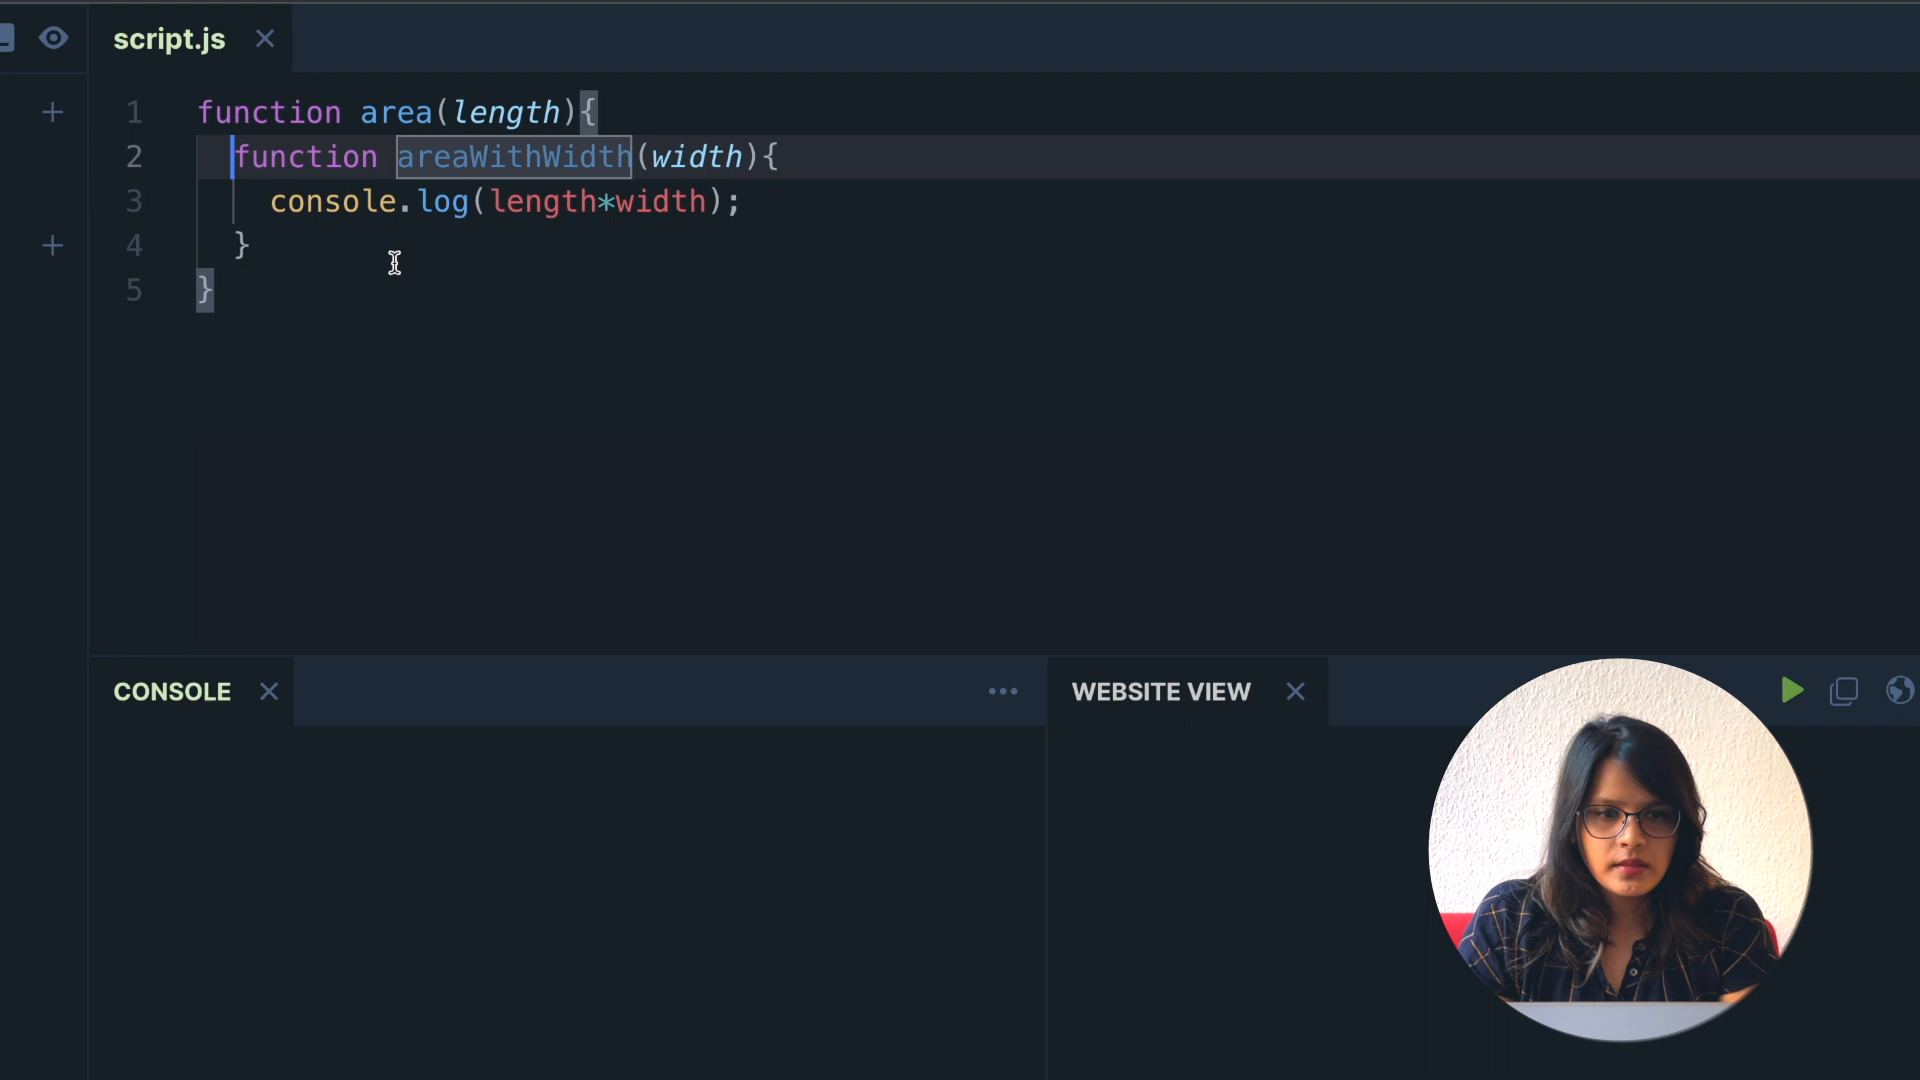 script.js
1 function area(length){
2   function areaWithWidth(width){
3     console.log(length*width);
4   }
5 }
CONSOLE
WEBSITE VIEW